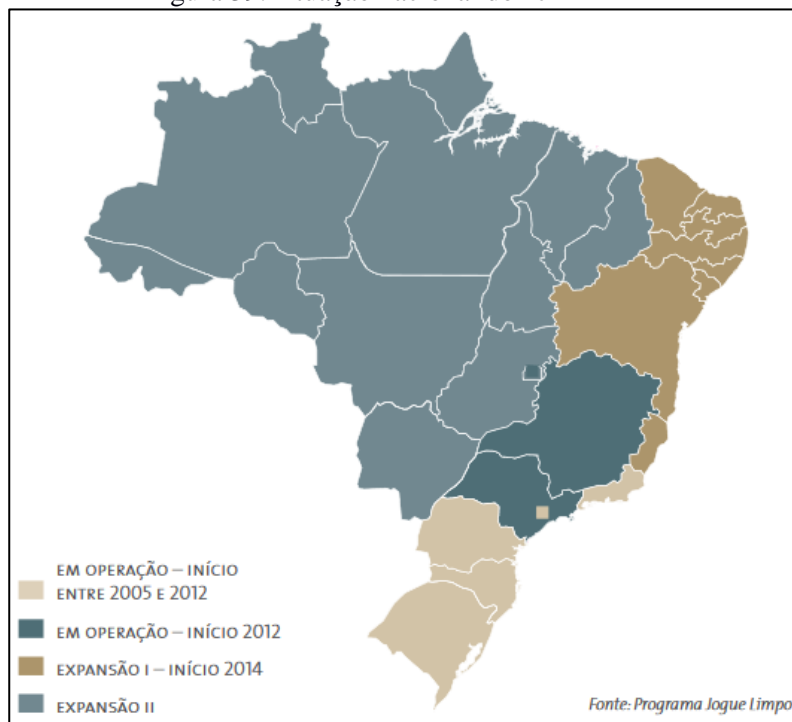 EM OPERAÇÃO – INÍCIO
ENTRE 2005 E 2012
EM OPERAÇÃO – INÍCIO 2012
EXPANSÃO I – INÍCIO 2014
EXPANSÃO II
Fonte: Programa Jogue Limpo